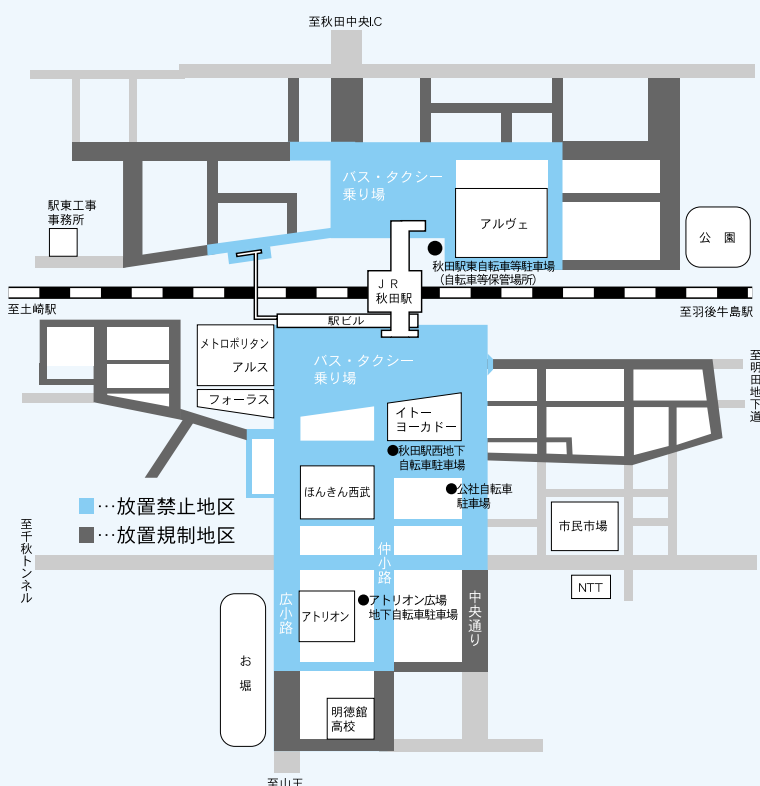 至秋田中央I.C
バス・タクシー
乗り場
駅東工事
事務所
アルヴェ
公　園
秋田駅東自転車等駐車場
（自転車等保管場所）
ＪＲ
秋田駅
至土崎駅
至羽後牛島駅
駅ビル
メトロポリタン
アルス
バス・タクシー
乗り場
至明田地下道
フォーラス
イトー
ヨーカドー
秋田駅西地下
自転車駐車場
ほんきん西武
公社自転車
駐車場
…放置禁止地区
…放置規制地区
市民市場
至千秋トンネル
仲小路
NTT
広小路
アトリオン
アトリオン広場
地下自転車駐車場
中央通り
お堀
明徳館
高校
至山王